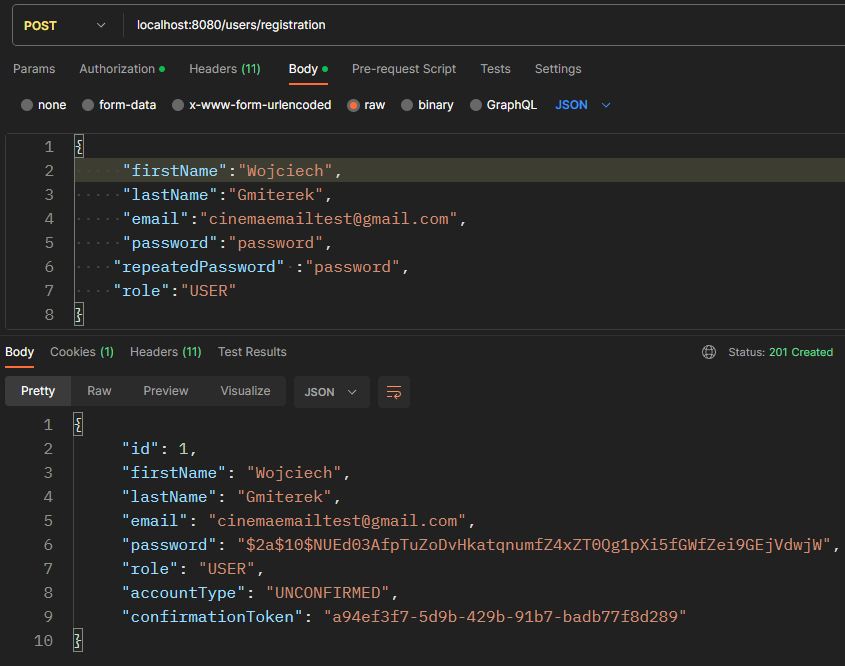 POST localhost:8080/users/registration
Params Authorization Headers (11) Body Pre-request Script Tests Settings
none form-data x-www-form-urlencoded raw binary GraphQL JSON
1 {
2 "firstName":"Wojciech",
3 "lastName":"Gmiterek",
4 "email":"cinemaemailtest@gmail.com",
5 "password":"password",
6 "repeatedPassword" :"password",
7 "role":"USER"
8 }
Body Cookies (1) Headers (11) Test Results Status: 201 Created
Pretty Raw Preview Visualize JSON
1 {
2 "id": 1,
3 "firstName": "Wojciech",
4 "lastName": "Gmiterek",
5 "email": "cinemaemailtest@gmail.com",
6 "password": "$2a$10$NUEd03AfpTuZoDvHkatqnumfZ4xZT0Qg1pXi5fGWfZei9GEjVdwjW",
7 "role": "USER",
8 "accountType": "UNCONFIRMED",
9 "confirmationToken": "a94ef3f7-5d9b-429b-91b7-badb77f8d289"
10 }